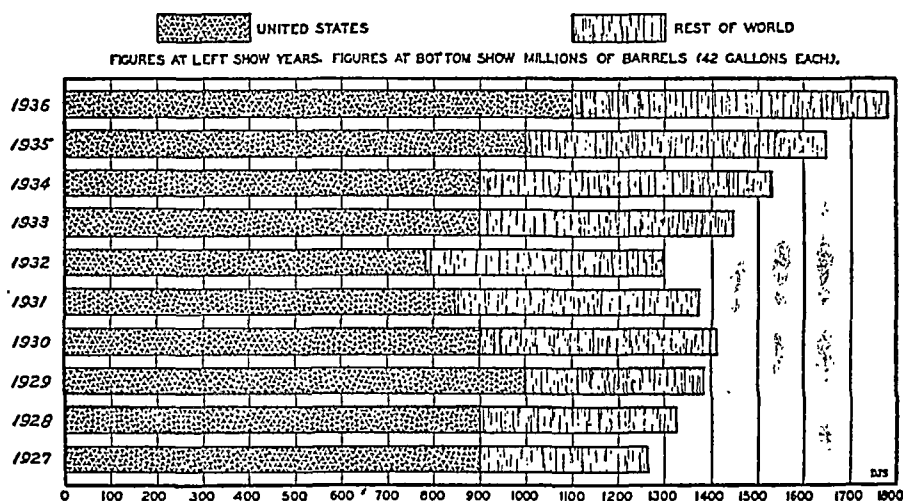 UNITED STATES REST OF WORLD
FIGURES AT LEFT SHOW YEARS. FIGURES AT BOTTOM SHOW MILLIONS OF BARRELS (42 GALLONS EACH).
1936
1935
1934
1933
1932
1931
1930
1929
1928
1927
DJS
0 100 200 300 400 500 600 700 800 900 1000 1100 1200 1300 1400 1500 1600 1700 1800